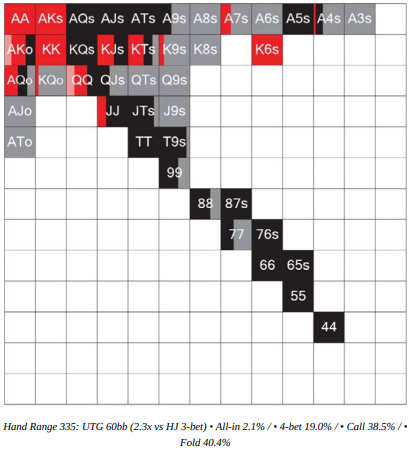 AA AKs AQs AJs ATs A9s A8s A7s A6s A5s A4s A3s
AKo KK KQs KJs KTs K9s K8s K6s
AQo KQo QQ QJs QTs Q9s
AJo JJ JTs J9s
ATo TT T9s
99
88 87s
77 76s
66 65s
55
44
Hand Range 335: UTG 60bb (2.3x vs HJ 3-bet) • All-in 2.1% / • 4-bet 19.0% / • Call 38.5% / •
Fold 40.4%